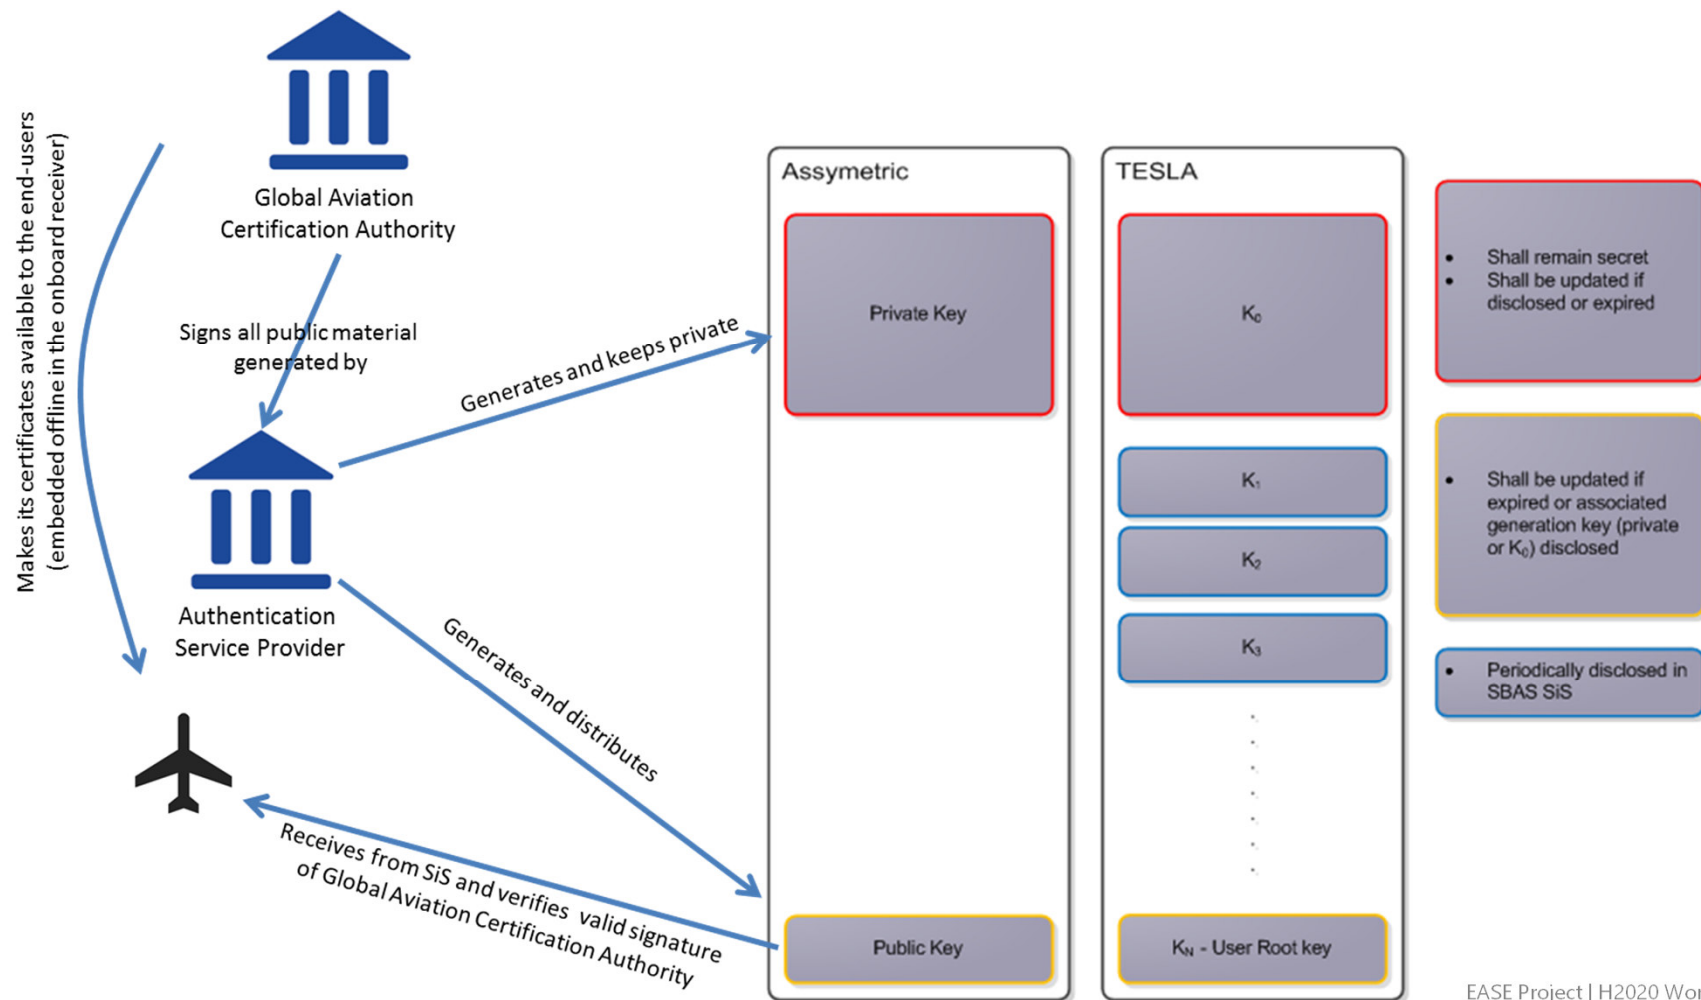 Makes its certificates available to the end-users
(embedded offline in the onboard receiver)
Global Aviation
Certification Authority
Signs all public material
generated by
Authentication
Service Provider
Generates and keeps private
Generates and distributes
Receives from SiS and verifies valid signature
of Global Aviation Certification Authority
Assymetric
Private Key
Public Key
TESLA
K₀
K₁
K₂
K₃
K_N - User Root key
• Shall remain secret
• Shall be updated if
disclosed or expired
• Shall be updated if
expired or associated
generation key (private
or K₀) disclosed
• Periodically disclosed in
SBAS SiS
EASE Project | H2020 Wor